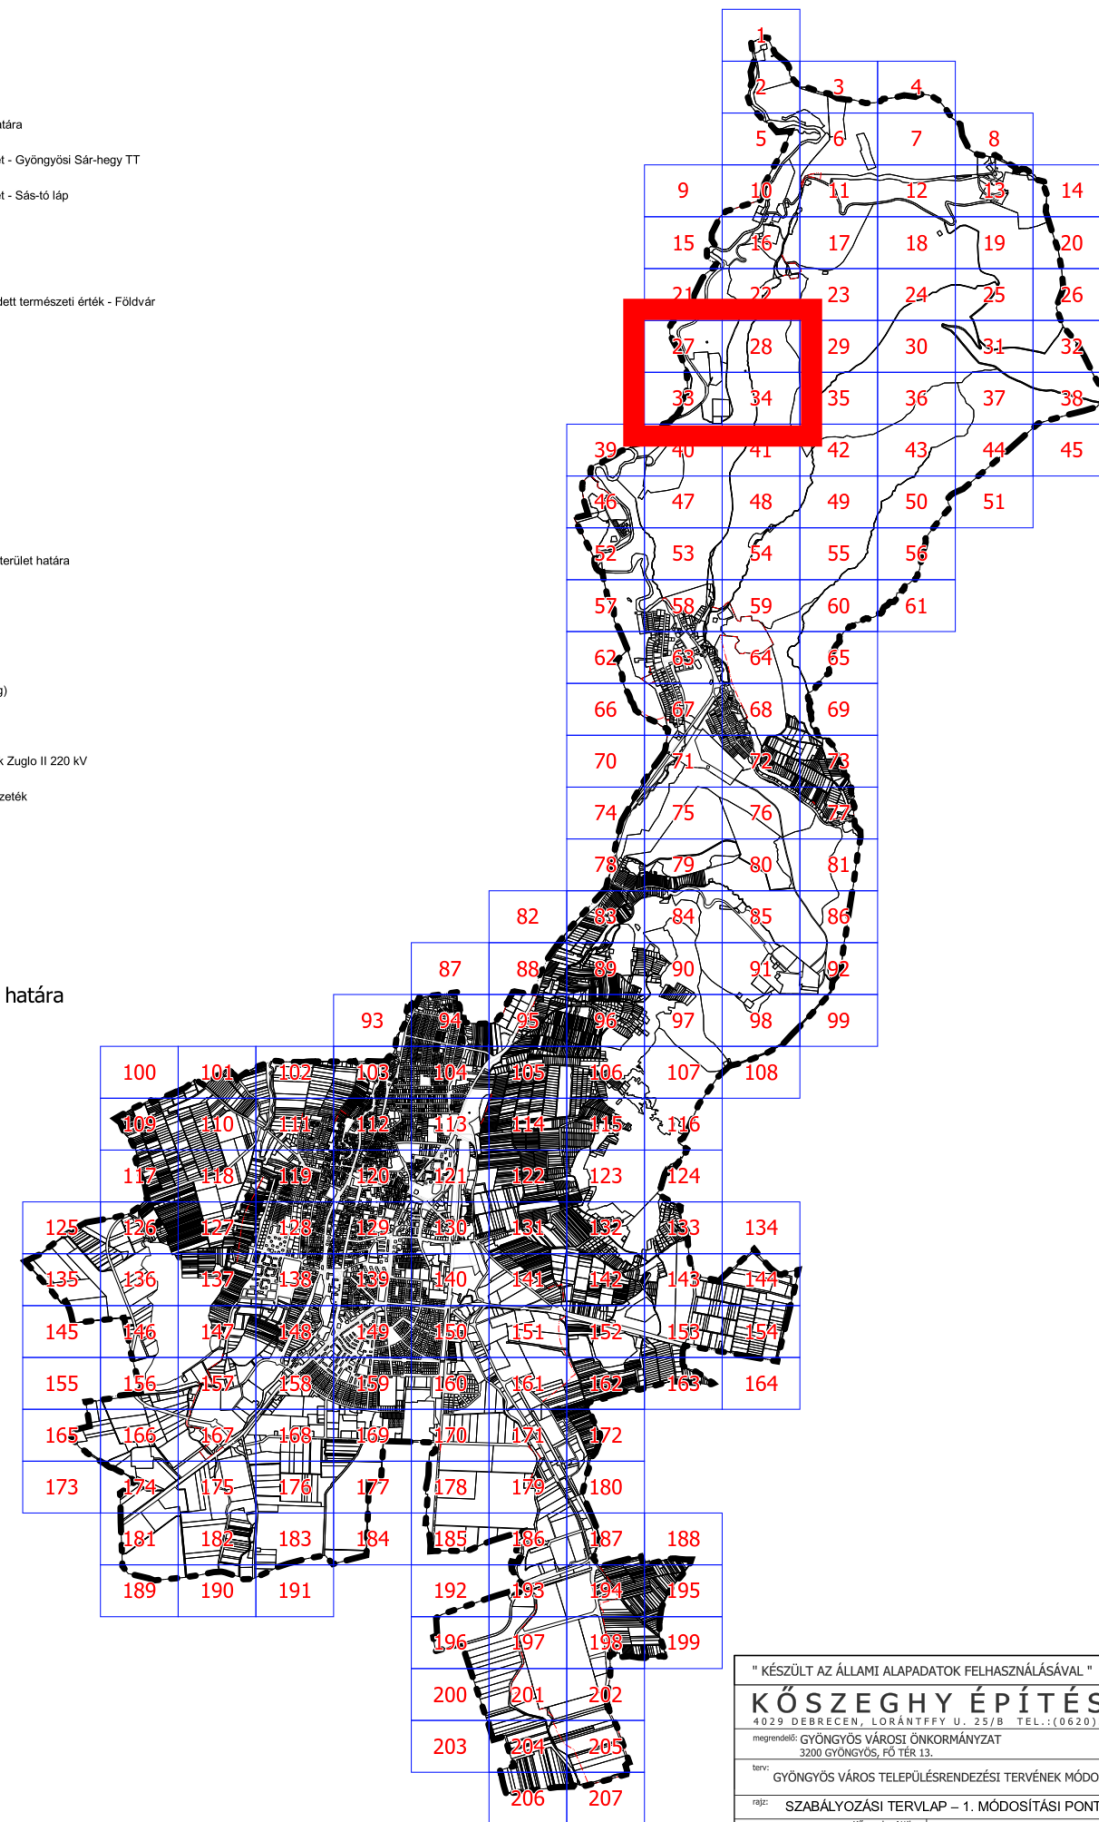 1
2 3 4
atára
5 6 7 8
et - Gyöngyösi Sár-hegy TT
9 10 11 12 13 14
et - Sás-tó láp
15 16 17 18 19 20
21 22 23 24 25 26
dett természeti érték - Földvár
27 28 29 30 31 32
33 34 35 36 37 38
39 40 41 42 43 44 45
46 47 48 49 50 51
52 53 54 55 56
terület határa
57 58 59 60 61
62 63 64 65
g)
66 67 68 69
70 71 72 73
k Zuglo II 220 kV
zeték
74 75 76 77
78 79 80 81
82 83 84 85 86
87 88 89 90 91 92
határa
93 94 95 96 97 98 99
100 101 102 103 104 105 106 107 108
109 110 111 112 113 114 115 116
117 118 119 120 121 122 123 124
125 126 127 128 129 130 131 132 133 134
135 136 137 138 139 140 141 142 143 144
145 146 147 148 149 150 151 152 153 154
155 156 157 158 159 160 161 162 163 164
165 166 167 168 169 170 171 172
173 174 175 176 177 178 179 180
181 182 183 184 185 186 187 188
189 190 191 192 193 194 195
196 197 198 199
200 201 202
203 204 205
206 207
" KÉSZÜLT AZ ÁLLAMI ALAPADATOK FELHASZNÁLÁSÁVAL "
KŐSZEGHY ÉPÍTÉS
4029 DEBRECEN, LORÁNTFFY U. 25/B TEL.:(0620)
megrendelő: GYÖNGYÖS VÁROSI ÖNKORMÁNYZAT
3200 GYÖNGYÖS, FŐ TÉR 13.
terv: GYÖNGYÖS VÁROS TELEPÜLÉSRENDEZÉSI TERVÉNEK MÓDO
rajz: SZABÁLYOZÁSI TERVLAP – 1. MÓDOSÍTÁSI PONT